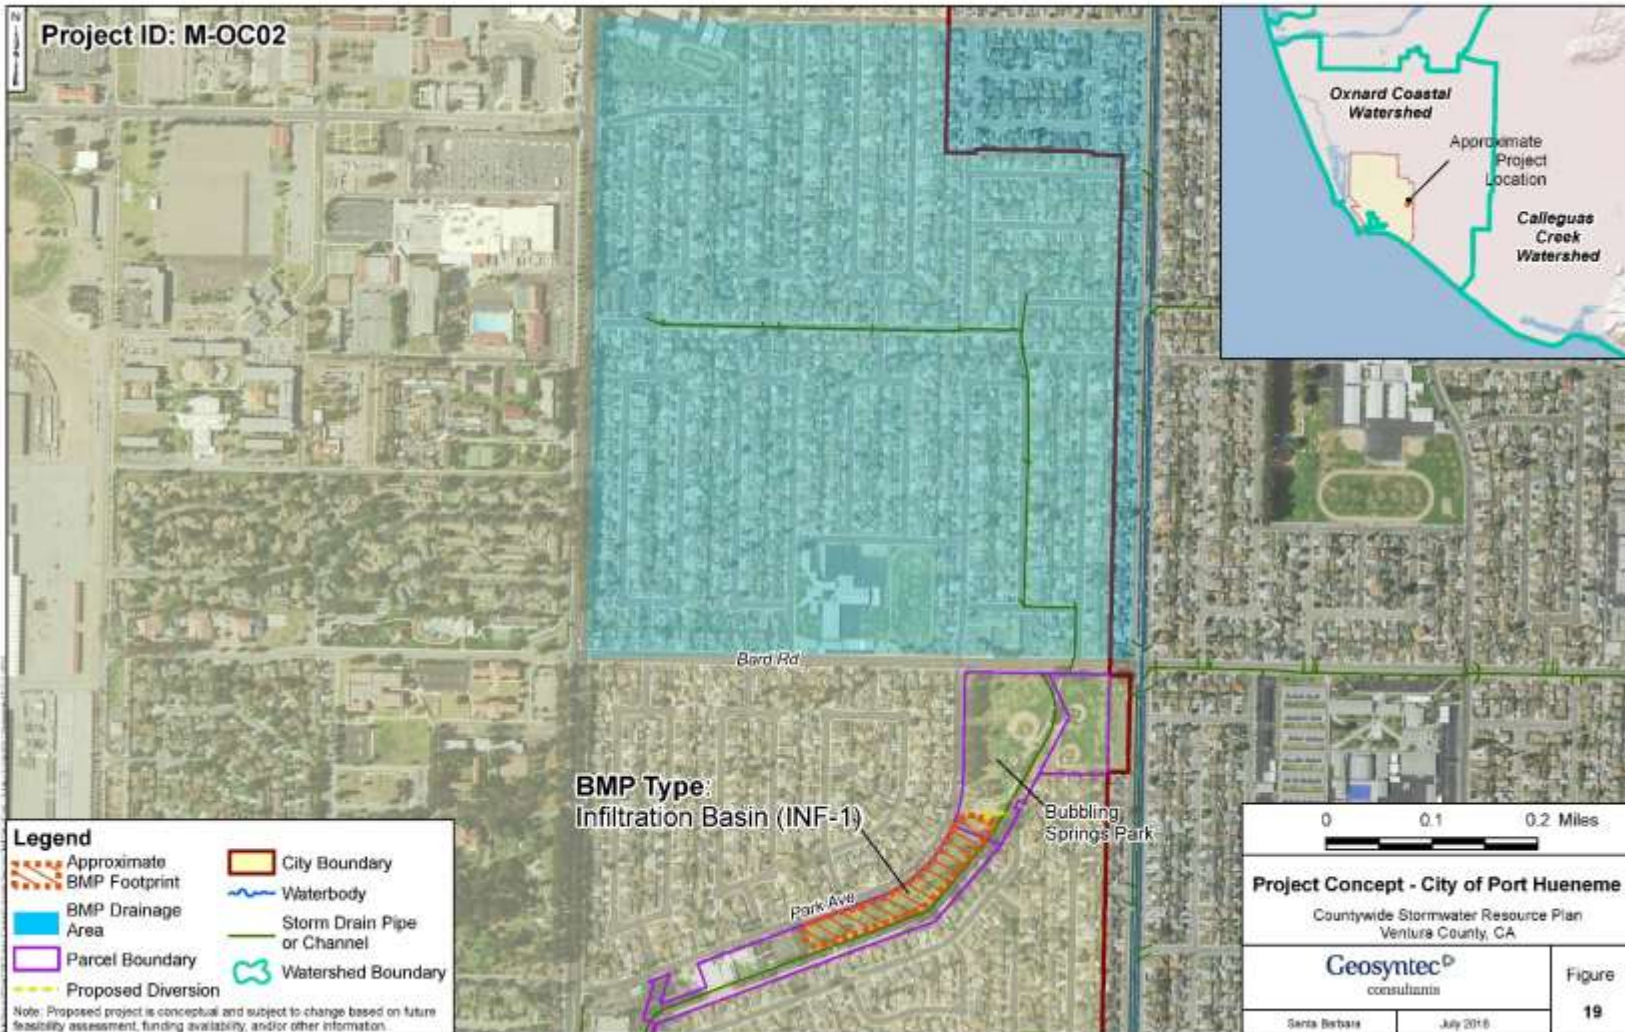 N
Project ID: M-OC02
Oxnard Coastal
Watershed
Approximate
Project
Location
Calleguas
Creek
Watershed
Bard Rd
BMP Type:
Infiltration Basin (INF-1)
Bubbling
Springs Park
Park Ave
Legend
Approximate
BMP Footprint
BMP Drainage
Area
Parcel Boundary
Proposed Diversion
City Boundary
Waterbody
Storm Drain Pipe
or Channel
Watershed Boundary
Note: Proposed project is conceptual and subject to change based on future
feasibility assessment, funding availability, and/or other information.
0 0.1 0.2 Miles
Project Concept - City of Port Hueneme
Countywide Stormwater Resource Plan
Ventura County, CA
Geosyntec
consultants
Figure
19
Santa Barbara
July